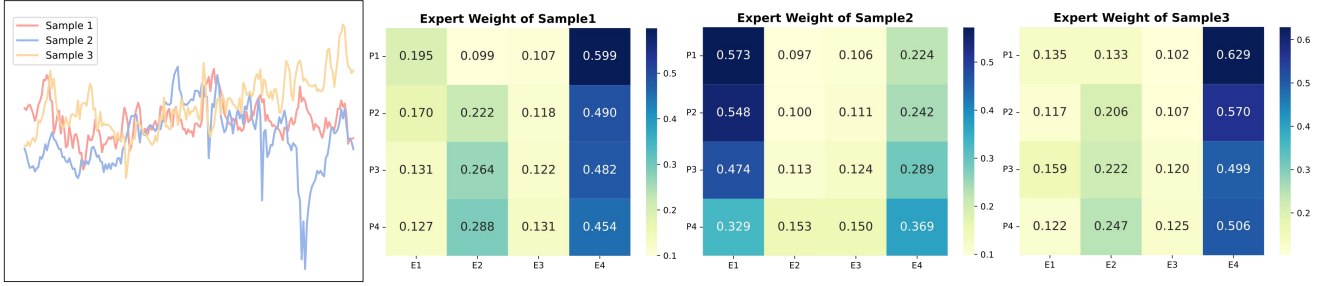 Sample 1
Sample 2
Sample 3
Expert Weight of Sample1
P1 0.195 0.099 0.107 0.599
P2 0.170 0.222 0.118 0.490
P3 0.131 0.264 0.122 0.482
P4 0.127 0.288 0.131 0.454
E1 E2 E3 E4
0.5
0.4
0.3
0.2
0.1
Expert Weight of Sample2
P1 0.573 0.097 0.106 0.224
P2 0.548 0.100 0.111 0.242
P3 0.474 0.113 0.124 0.289
P4 0.329 0.153 0.150 0.369
E1 E2 E3 E4
0.5
0.4
0.3
0.2
0.1
Expert Weight of Sample3
P1 0.135 0.133 0.102 0.629
P2 0.117 0.206 0.107 0.570
P3 0.159 0.222 0.120 0.499
P4 0.122 0.247 0.125 0.506
E1 E2 E3 E4
0.6
0.5
0.4
0.3
0.2